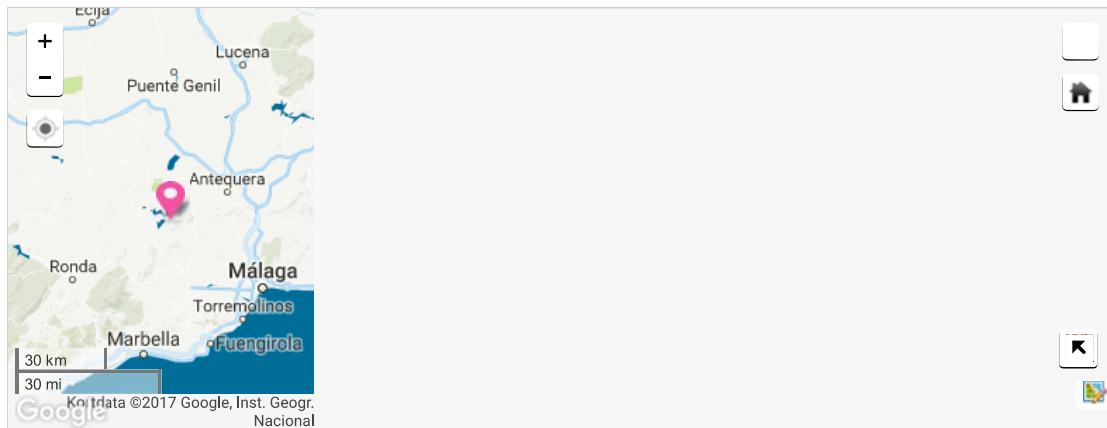 Ecija
+
Lucena
−
Puente Genil
Antequera
Ronda
Málaga
Torremolinos
Marbella
Fuengirola
30 km
30 mi
Google
Kortdata ©2017 Google, Inst. Geogr.
Nacional